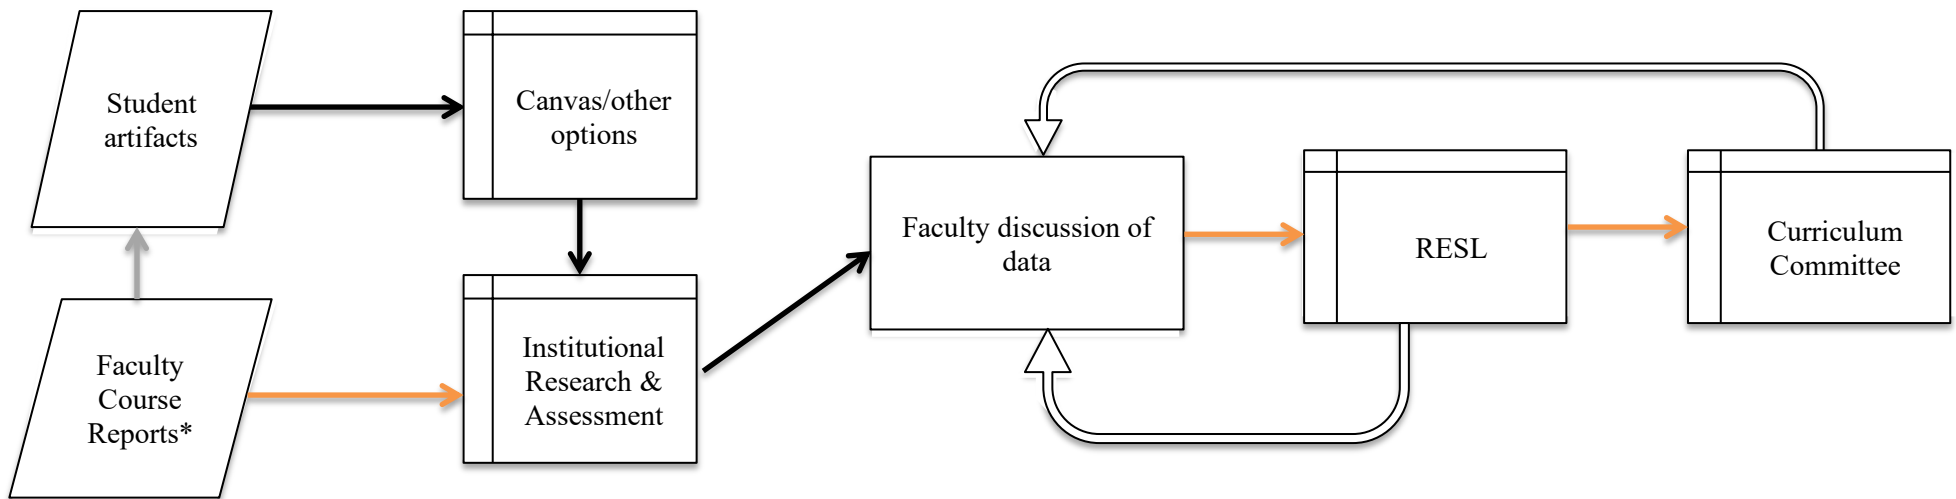 Student
artifacts
Canvas/other
options
Faculty
Course
Reports*
Institutional
Research &
Assessment
Faculty discussion of
data
RESL
Curriculum
Committee